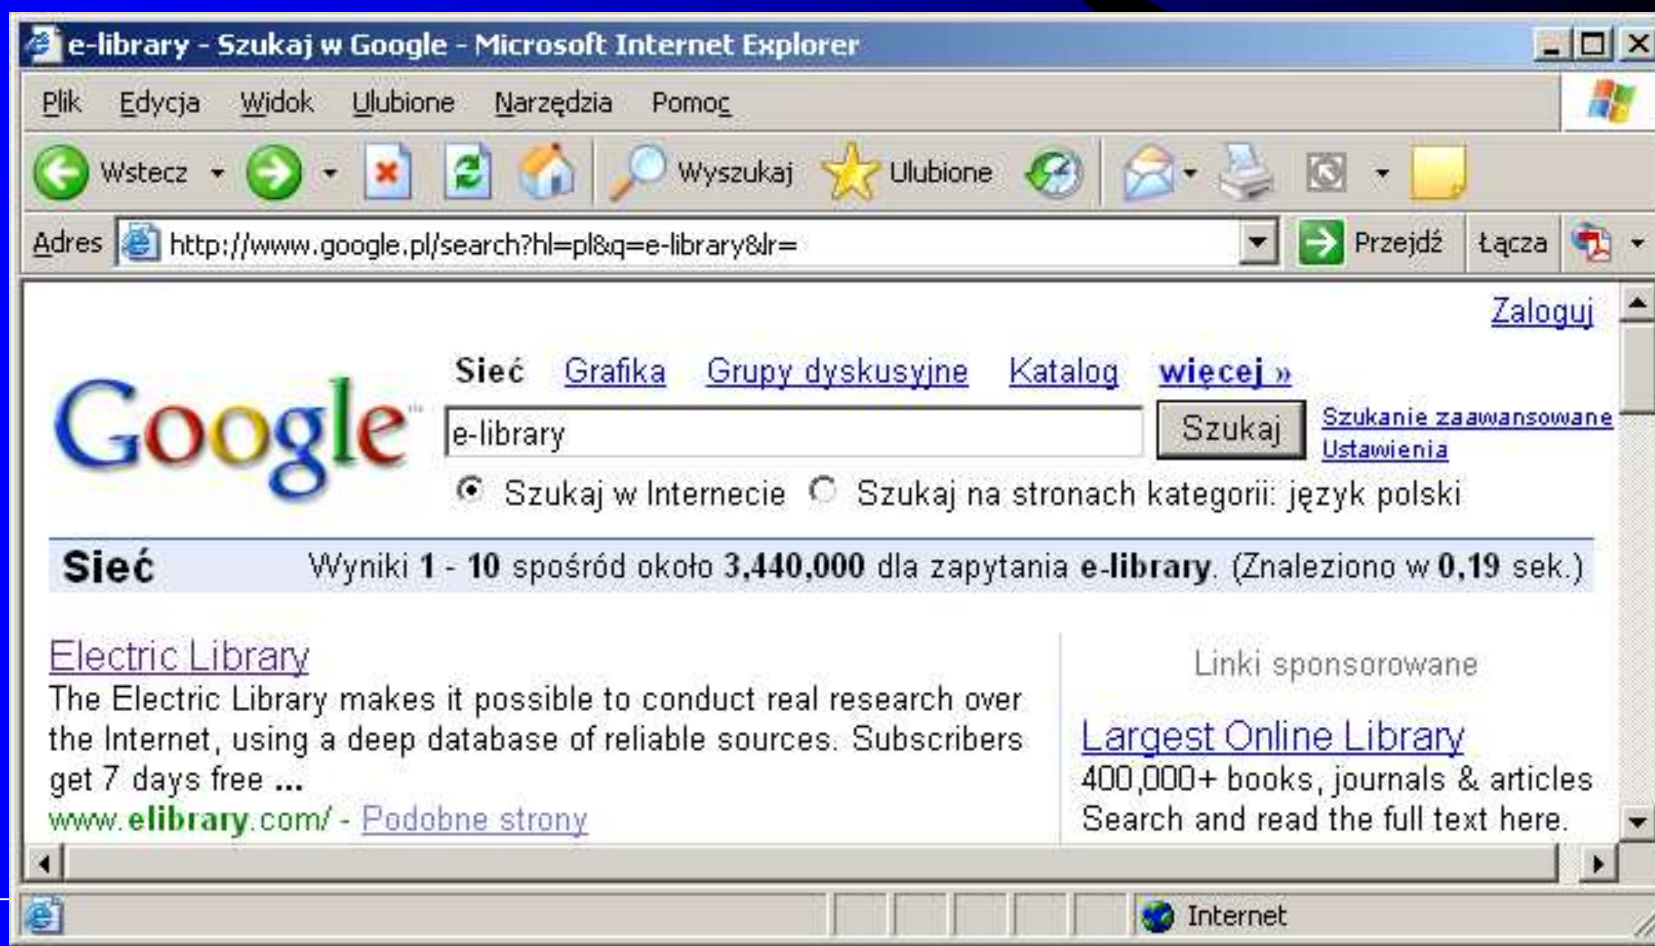 e-library - Szukaj w Google - Microsoft Internet Explorer
Plik Edycja Widok Ulubione Narzędzia Pomoc
Wstecz Wyszukaj Ulubione
Adres http://www.google.pl/search?hl=pl&q=e-library&lr= Przejdź Łącza
Zaloguj
Sieć Grafika Grupy dyskusyjne Katalog więcej »
Google™ e-library Szukaj Szukanie zaawansowane
Ustawienia
Szukaj w Internecie Szukaj na stronach kategorii: język polski
Sieć Wyniki 1 - 10 spośród około 3,440,000 dla zapytania e-library. (Znaleziono w 0,19 sek.)
Electric Library
The Electric Library makes it possible to conduct real research over
the Internet, using a deep database of reliable sources. Subscribers
get 7 days free ...
www.elibrary.com/ - Podobne strony
Linki sponsorowane
Largest Online Library
400,000+ books, journals & articles
Search and read the full text here.
Internet